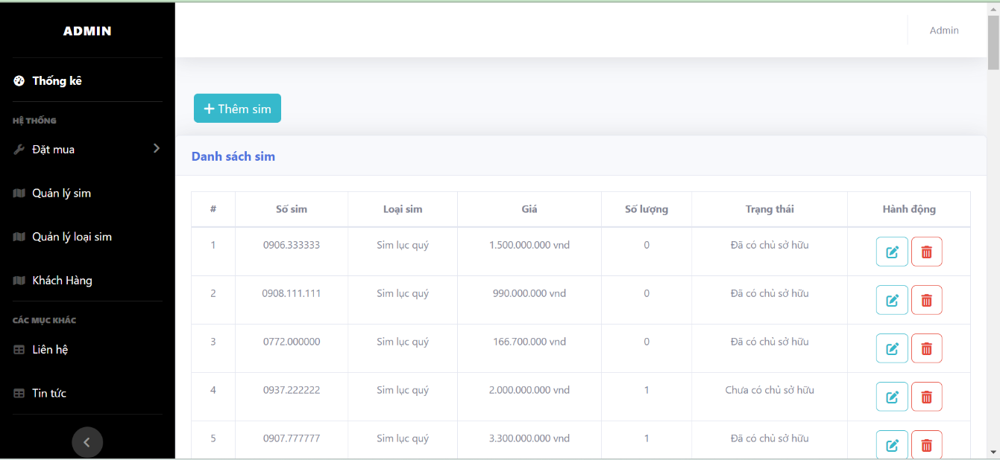 ADMIN
Admin
Thống kê
HỆ THỐNG
Đặt mua
Quản lý sim
Quản lý loại sim
Khách Hàng
CÁC MỤC KHÁC
Liên hệ
Tin tức
Thêm sim
Danh sách sim
# Số sim Loại sim Giá Số lượng Trạng thái Hành động
1 0906.333333 Sim lục quý 1.500.000.000 vnd 0 Đã có chủ sở hữu
2 0908.111.111 Sim lục quý 990.000.000 vnd 0 Đã có chủ sở hữu
3 0772.000000 Sim lục quý 166.700.000 vnd 0 Đã có chủ sở hữu
4 0937.222222 Sim lục quý 2.000.000.000 vnd 1 Chưa có chủ sở hữu
5 0907.777777 Sim lục quý 3.300.000.000 vnd 1 Đã có chủ sở hữu